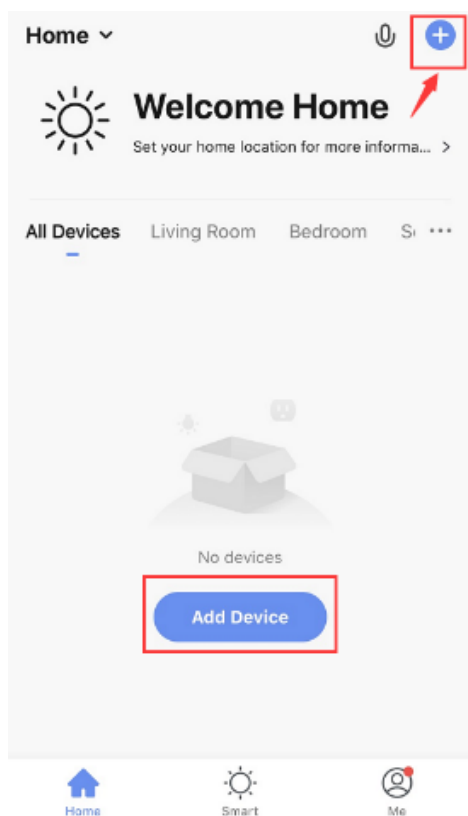 Home
Welcome Home
Set your home location for more informa...
All Devices Living Room Bedroom S ...
No devices
Add Device
Home Smart Me